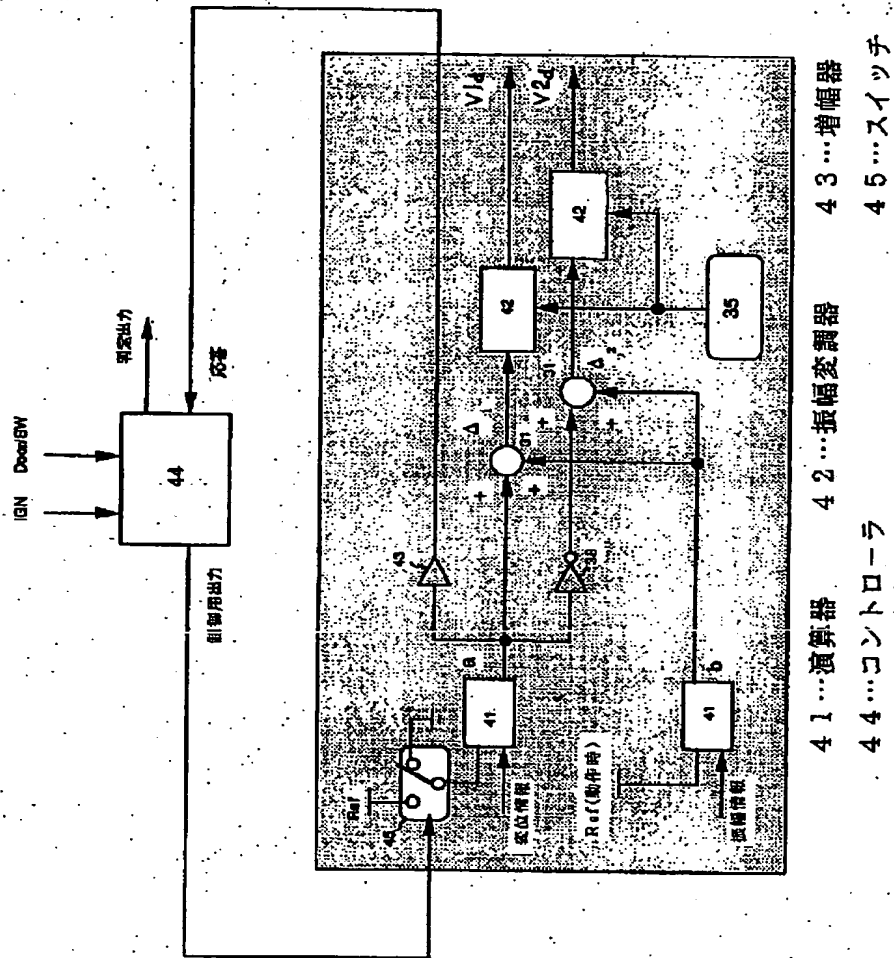 IGN Door/SW
44
判定出力
制御用出力
応答
Ref
45
43
41
a
変位情報
Ref(動作時)
41
b
振幅情報
38
31
+
+
Δ₁
31
+
+
Δ₂
42
42
35
V1d
V2d
41…演算器 42…振幅変調器 43…増幅器
44…コントローラ 45…スイッチ